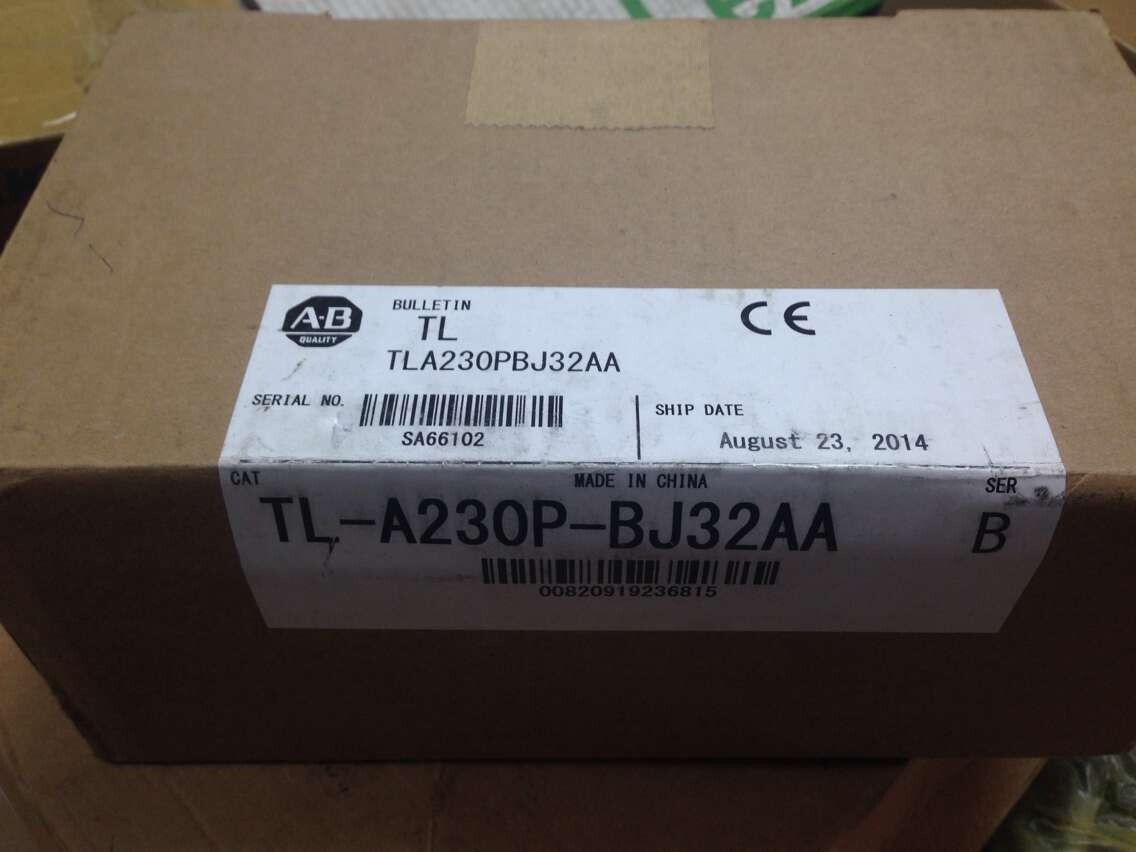 A-B
QUALITY
BULLETIN
TL
TLA230PBJ32AA
CE
SERIAL NO.
SA66102
SHIP DATE
August 23, 2014
CAT
MADE IN CHINA
SER
TL-A230P-BJ32AA
B
00820919236815